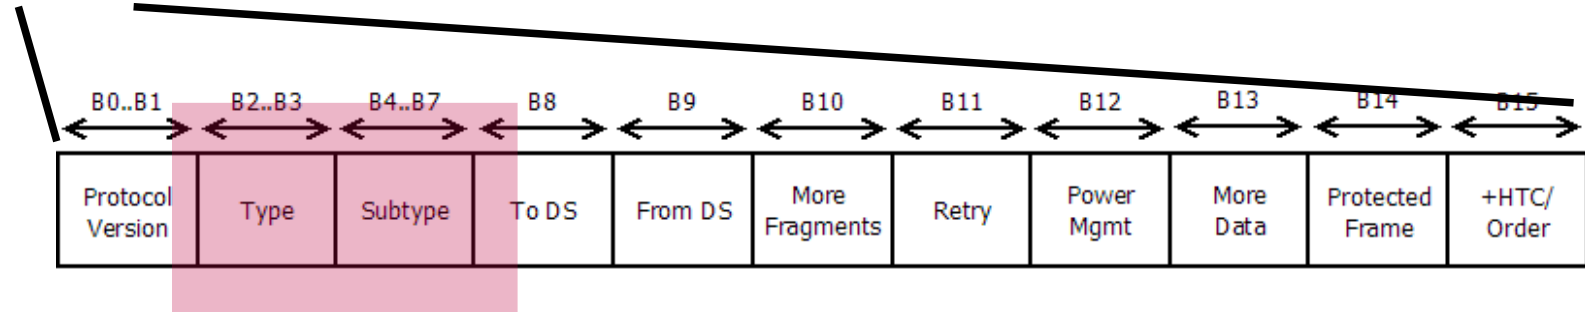 B0..B1 B2..B3 B4..B7 B8 B9 B10 B11 B12 B13 B14 B15
Protocol Version
Type
Subtype
To DS
From DS
More Fragments
Retry
Power Mgmt
More Data
Protected Frame
+HTC/ Order